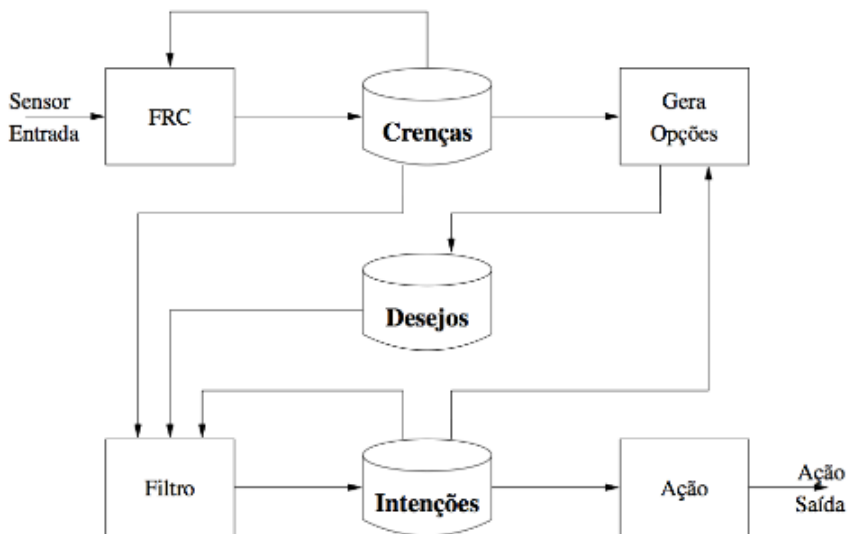 Sensor
Entrada
FRC
Crenças
Gera
Opções
Desejos
Filtro
Intenções
Ação
Ação
Saída